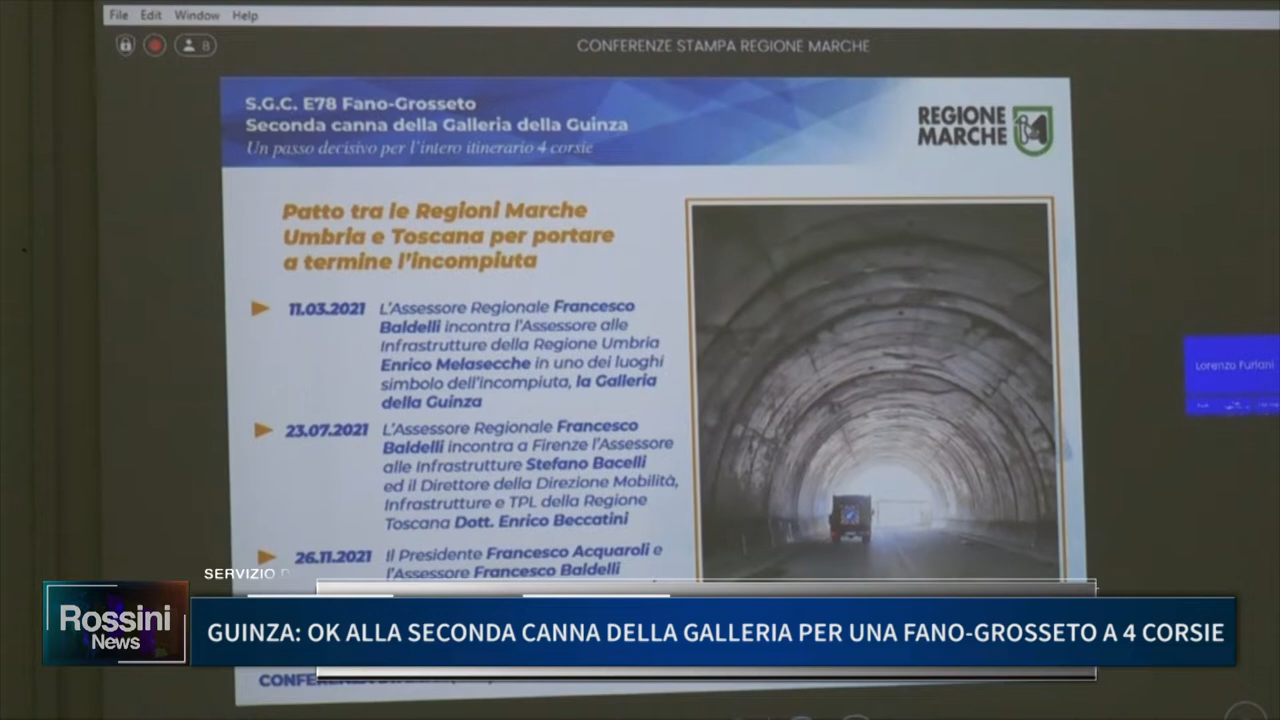 File Edit Window Help
8
CONFERENZE STAMPA REGIONE MARCHE
S.G.C. E78 Fano-Grosseto
Seconda canna della Galleria della Guinza
Un passo decisivo per l'intero itinerario 4 corsie
REGIONE
MARCHE
Patto tra le Regioni Marche
Umbria e Toscana per portare
a termine l'incompiuta
11.03.2021 L'Assessore Regionale Francesco
Baldelli incontra l'Assessore alle
Infrastrutture della Regione Umbria
Enrico Melasecche in uno dei luoghi
simbolo dell'incompiuta, la Galleria
della Guinza
23.07.2021 L'Assessore Regionale Francesco
Baldelli incontra a Firenze l'Assessore
alle Infrastrutture Stefano Bacelli
ed il Direttore della Direzione Mobilità,
Infrastrutture e TPL della Regione
Toscana Dott. Enrico Beccatini
26.11.2021 Il Presidente Francesco Acquaroli e
l'Assessore Francesco Baldelli
Lorenzo Furlani
SERVIZIO
Rossini
News
GUINZA: OK ALLA SECONDA CANNA DELLA GALLERIA PER UNA FANO-GROSSETO A 4 CORSIE